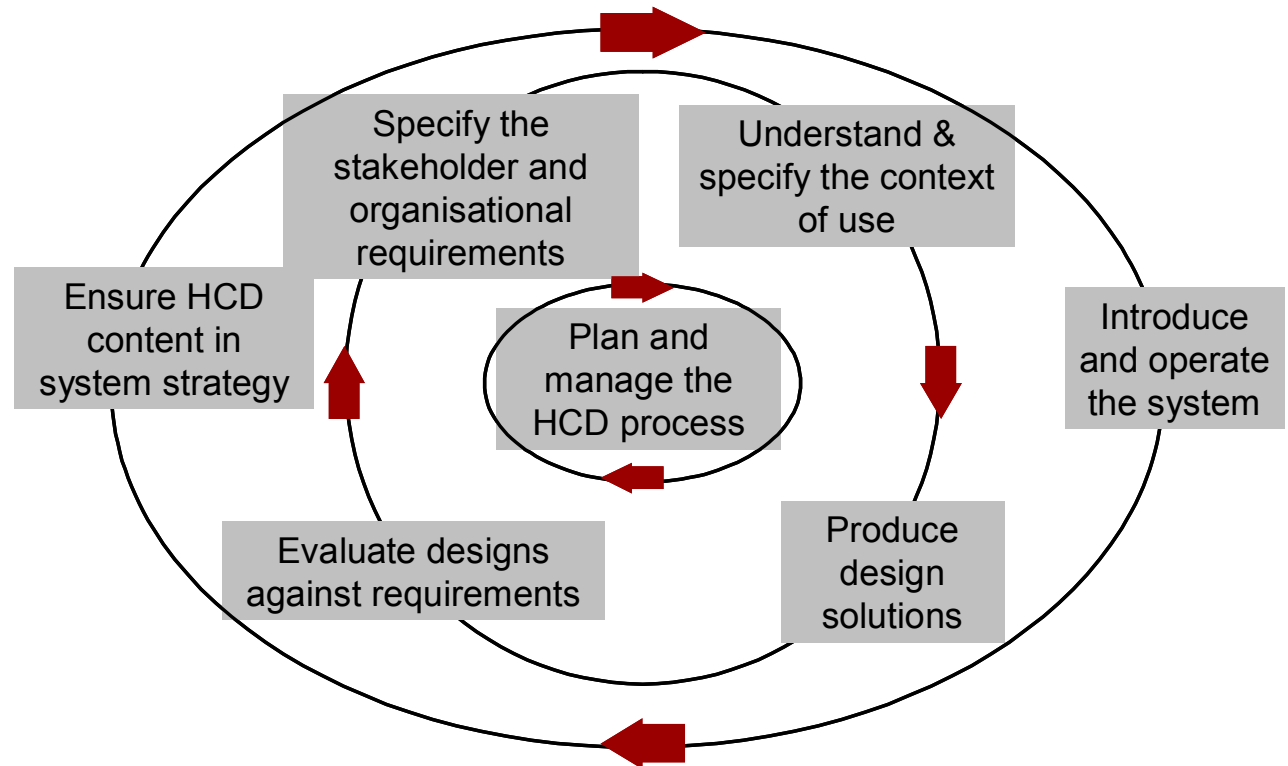 Specify the
stakeholder and
organisational
requirements
Understand &
specify the context
of use
Ensure HCD
content in
system strategy
Plan and
manage the
HCD process
Introduce
and operate
the system
Evaluate designs
against requirements
Produce
design
solutions